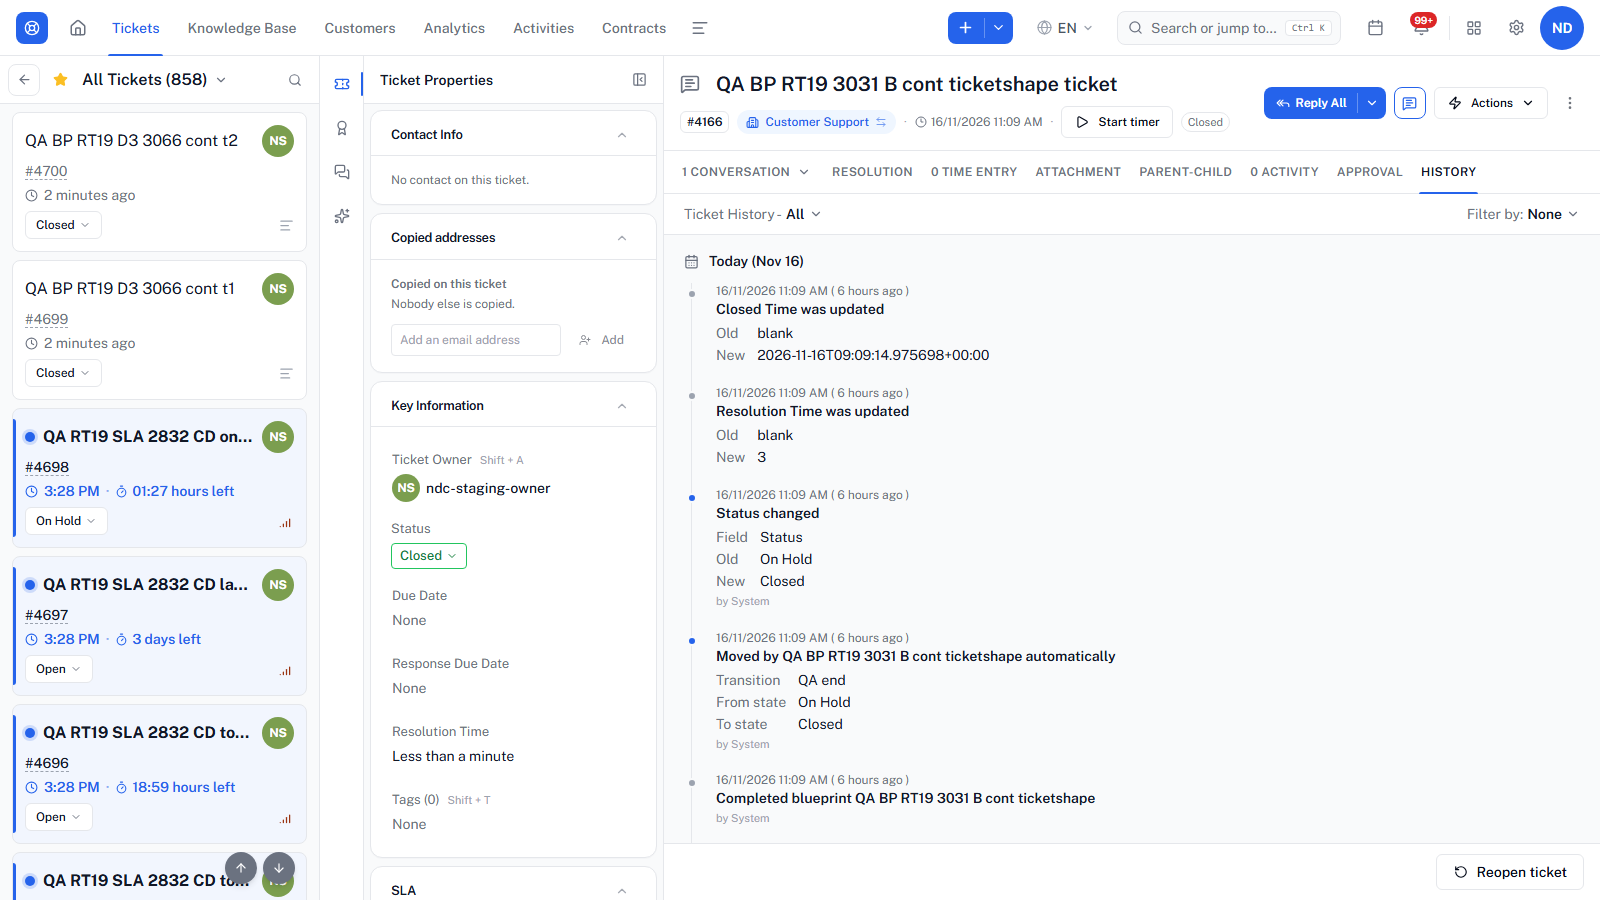 Tickets
Knowledge Base
Customers
Analytics
Activities
Contracts
EN
Search or jump to...
Ctrl K
99+
ND
All Tickets (858)
QA BP RT19 D3 3066 cont t2
NS
#4700
2 minutes ago
Closed
QA BP RT19 D3 3066 cont t1
NS
#4699
2 minutes ago
Closed
QA RT19 SLA 2832 CD on...
NS
#4698
3:28 PM · 01:27 hours left
On Hold
QA RT19 SLA 2832 CD la...
NS
#4697
3:28 PM · 3 days left
Open
QA RT19 SLA 2832 CD to...
NS
#4696
3:28 PM · 18:59 hours left
Open
QA RT19 SLA 2832 CD to...
Ticket Properties
Contact Info
No contact on this ticket.
Copied addresses
Copied on this ticket
Nobody else is copied.
Add an email address
Add
Key Information
Ticket Owner Shift + A
NS ndc-staging-owner
Status
Closed
Due Date
None
Response Due Date
None
Resolution Time
Less than a minute
Tags (0) Shift + T
None
SLA
QA BP RT19 3031 B cont ticketshape ticket
#4166
Customer Support
· 16/11/2026 11:09 AM ·
Start timer
Closed
Reply All
Actions
1 CONVERSATION
RESOLUTION
0 TIME ENTRY
ATTACHMENT
PARENT-CHILD
0 ACTIVITY
APPROVAL
HISTORY
Ticket History - All
Filter by: None
Today (Nov 16)
16/11/2026 11:09 AM ( 6 hours ago )
Closed Time was updated
Old blank
New 2026-11-16T09:09:14.975698+00:00
16/11/2026 11:09 AM ( 6 hours ago )
Resolution Time was updated
Old blank
New 3
16/11/2026 11:09 AM ( 6 hours ago )
Status changed
Field Status
Old On Hold
New Closed
by System
16/11/2026 11:09 AM ( 6 hours ago )
Moved by QA BP RT19 3031 B cont ticketshape automatically
Transition QA end
From state On Hold
To state Closed
by System
16/11/2026 11:09 AM ( 6 hours ago )
Completed blueprint QA BP RT19 3031 B cont ticketshape
by System
Reopen ticket